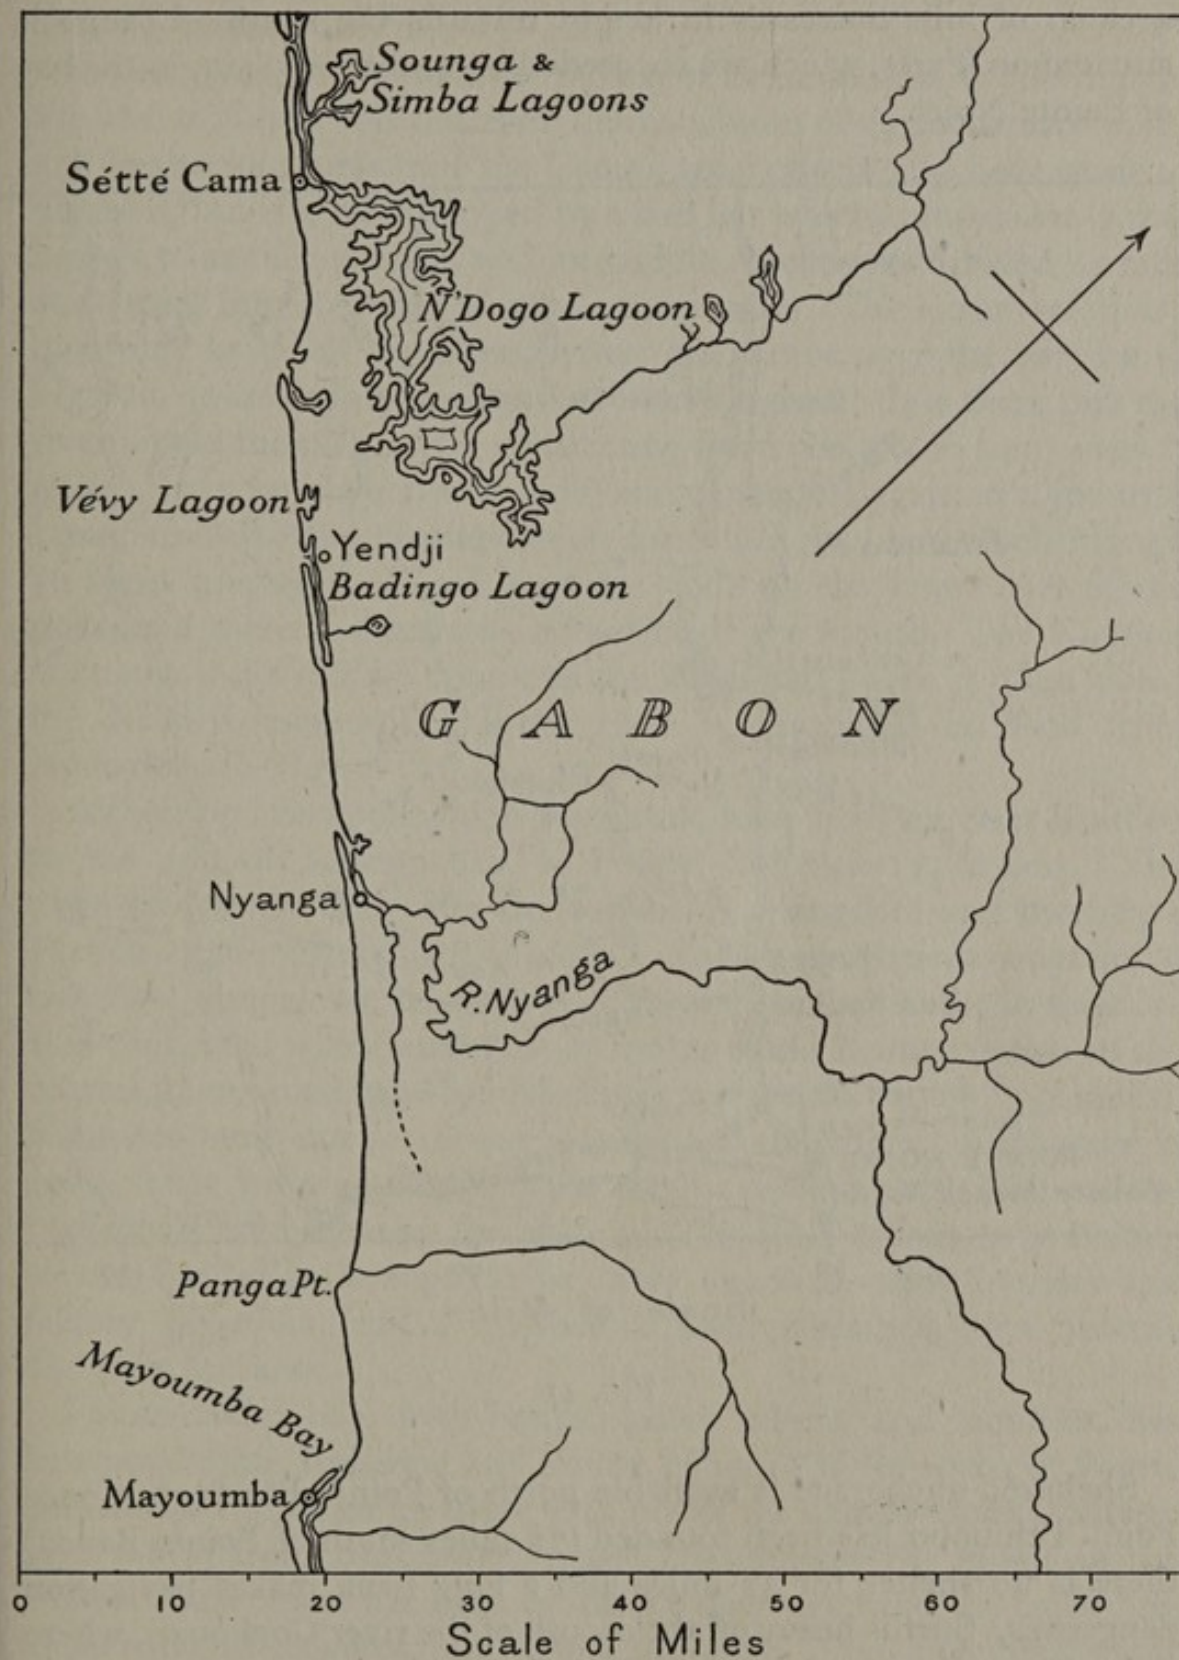 Sounga &
Simba Lagoons
Sétté Cama
N'Dogo Lagoon
Vévy Lagoon
Yendji
Badingo Lagoon
GABON
Nyanga
R. Nyanga
Panga Pt.
Mayoumba Bay
Mayoumba
0 10 20 30 40 50 60 70
Scale of Miles